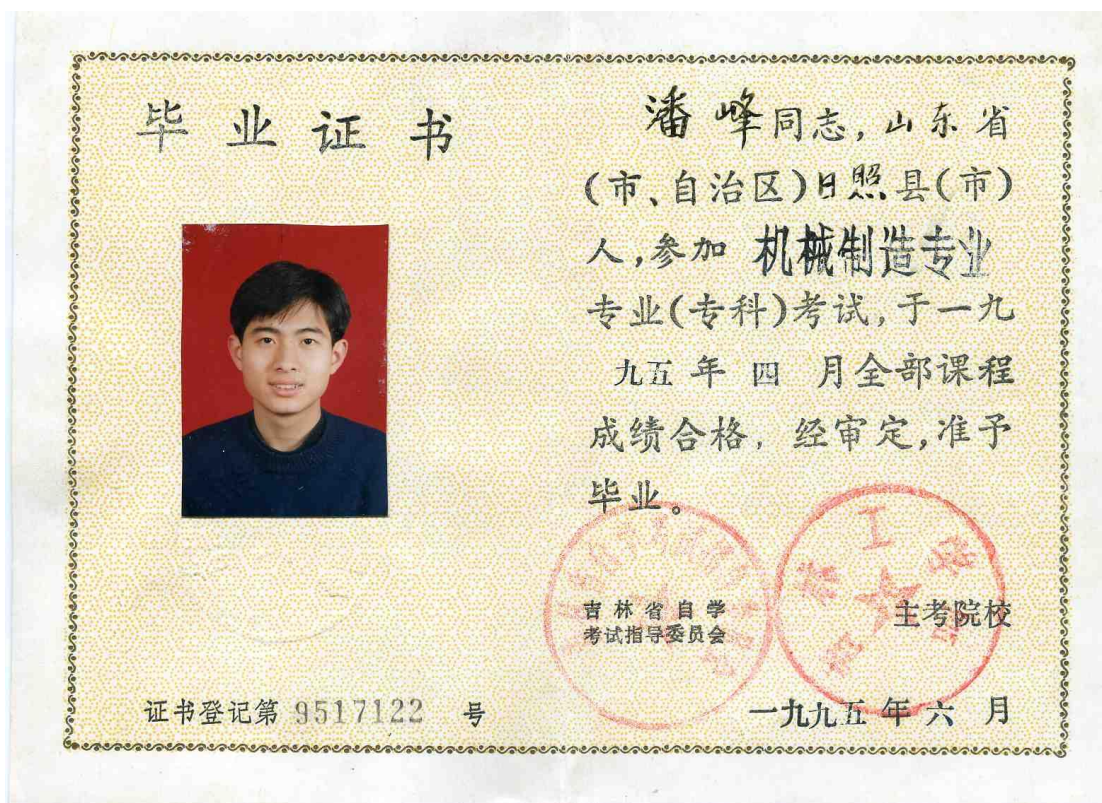 毕业证书
潘峰同志，山东省
(市、自治区)日照县(市)
人，参加 机械制造专业
专业(专科)考试，于一九
九五 年 四 月全部课程
成绩合格，经审定，准予
毕业。
吉林省自学
考试指导委员会
主考院校
证书登记第 9517122 号
一九九五 年 六 月